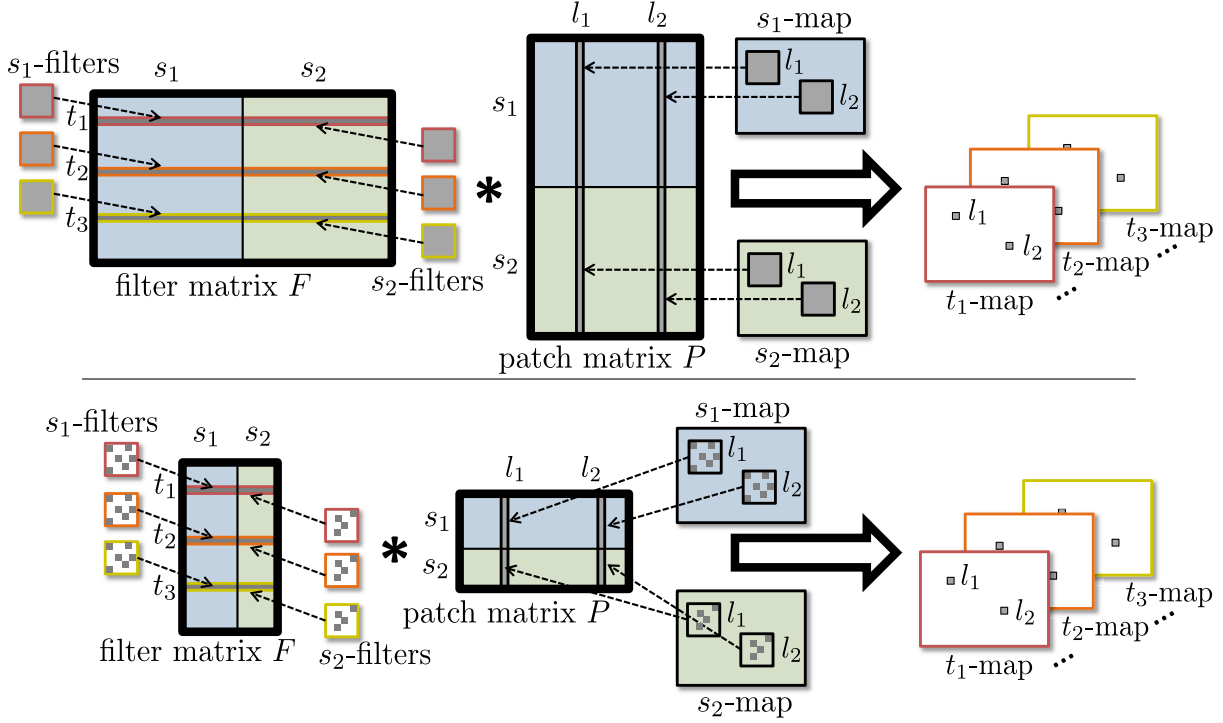 l₁ l₂
s₁-map
s₁-filters
s₁ s₂
l₁
l₂
s₁
t₁
t₂
t₃
*
l₁
l₂
t₃-map
s₂
l₁
l₂
t₂-map
...
filter matrix F
s₂-filters
t₁-map
...
patch matrix P
s₂-map
s₁-map
s₁-filters
s₁ s₂
l₁ l₂
l₁
l₂
t₁
s₁
t₂
*
s₂
l₁
l₂
t₃
t₃-map
l₁
t₂-map
...
patch matrix P
filter matrix F
s₂-filters
l₂
t₁-map
...
s₂-map